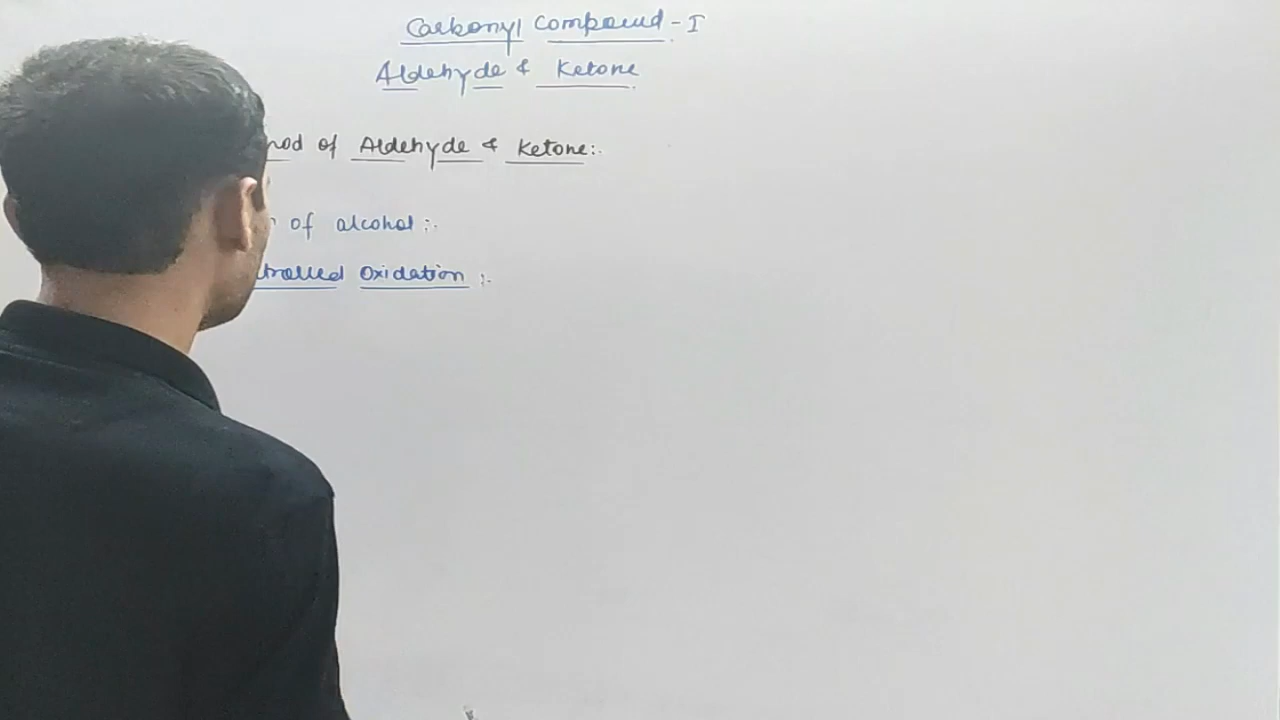 Carbonyl Compound - I
Aldehyde & Ketone
of Aldehyde & Ketone:.
of alcohol :.
Oxidation :.